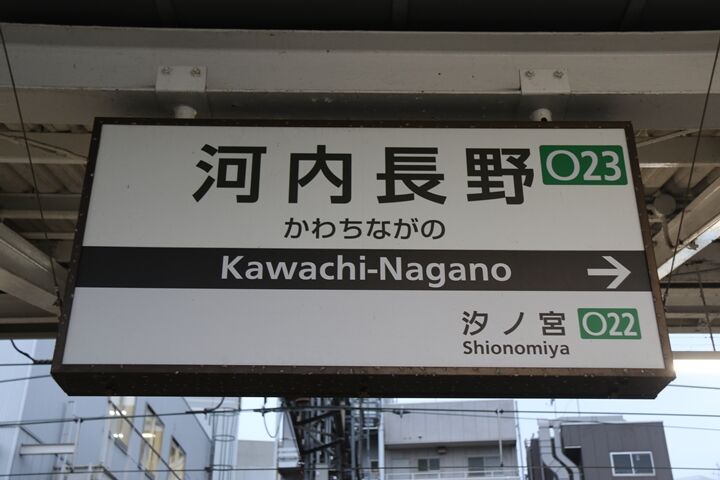 河内長野 O23
かわちながの
Kawachi-Nagano →
汐ノ宮 O22
Shionomiya